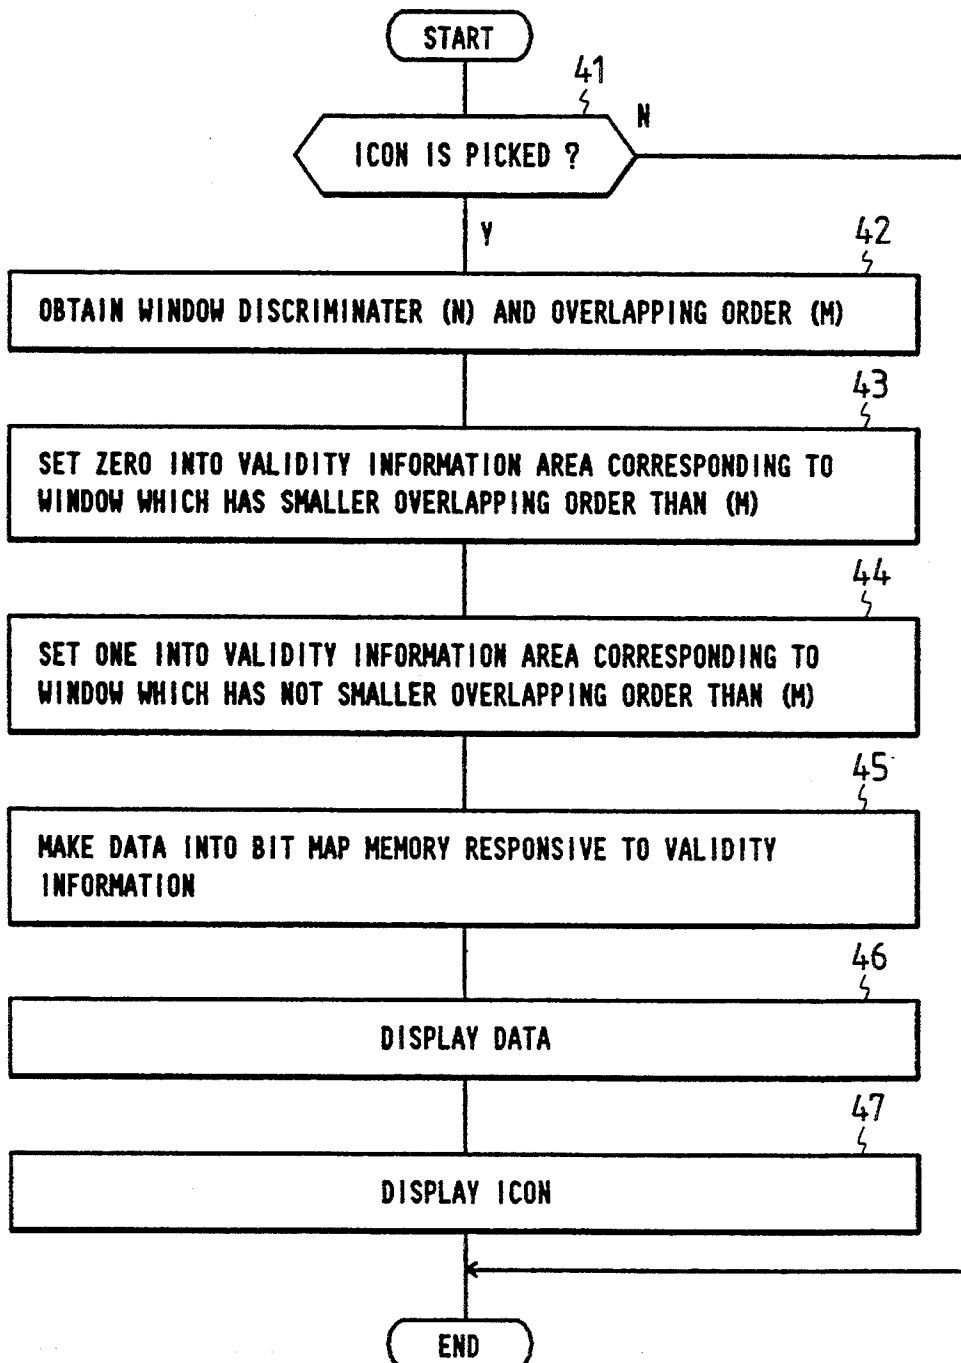 START
41
ICON IS PICKED ?
N
Y
42
OBTAIN WINDOW DISCRIMINATER (N) AND OVERLAPPING ORDER (M)
43
SET ZERO INTO VALIDITY INFORMATION AREA CORRESPONDING TO
WINDOW WHICH HAS SMALLER OVERLAPPING ORDER THAN (M)
44
SET ONE INTO VALIDITY INFORMATION AREA CORRESPONDING TO
WINDOW WHICH HAS NOT SMALLER OVERLAPPING ORDER THAN (M)
45
MAKE DATA INTO BIT MAP MEMORY RESPONSIVE TO VALIDITY
INFORMATION
46
DISPLAY DATA
47
DISPLAY ICON
END